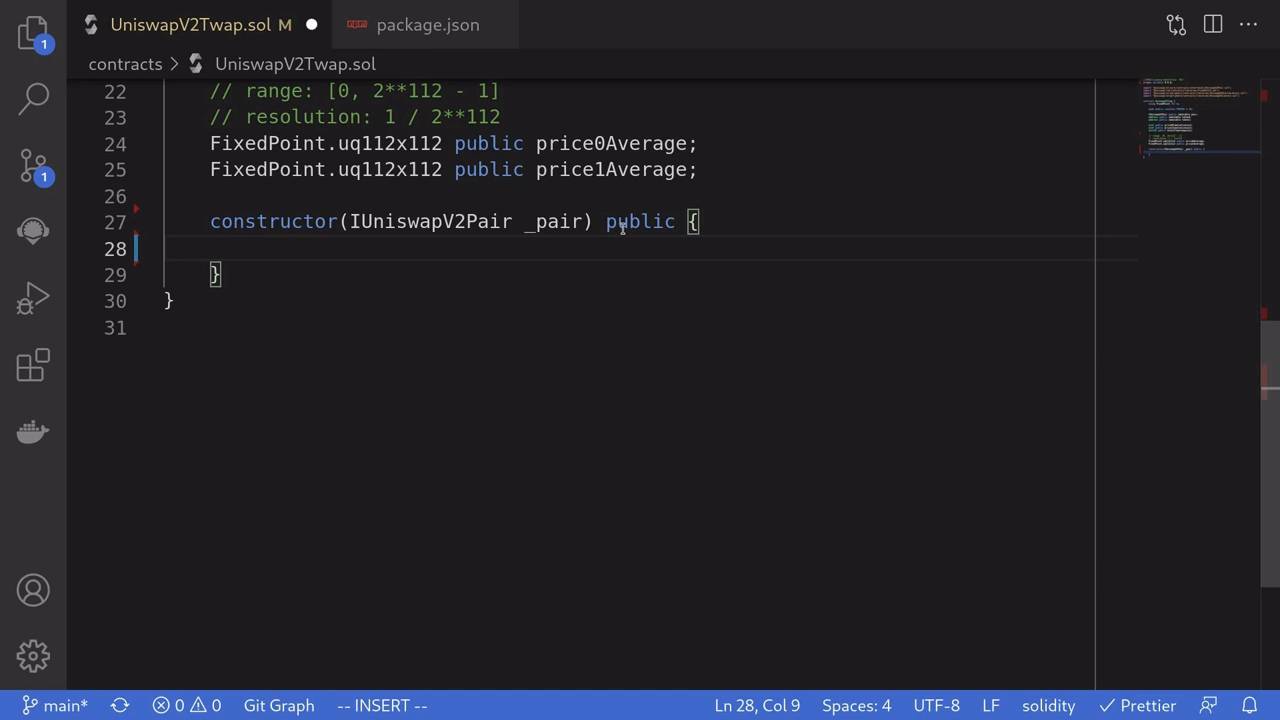 UniswapV2Twap.sol M ● package.json
contracts > UniswapV2Twap.sol
22 // range: [0, 2**112 - 1]
23 // resolution: 1 / 2**112
24 FixedPoint.uq112x112 public price0Average;
25 FixedPoint.uq112x112 public price1Average;
26
27 constructor(IUniswapV2Pair _pair) public {
28
29 }
30 }
31
1
1
main* 0 0 Git Graph -- INSERT -- Ln 28, Col 9 Spaces: 4 UTF-8 LF solidity Prettier